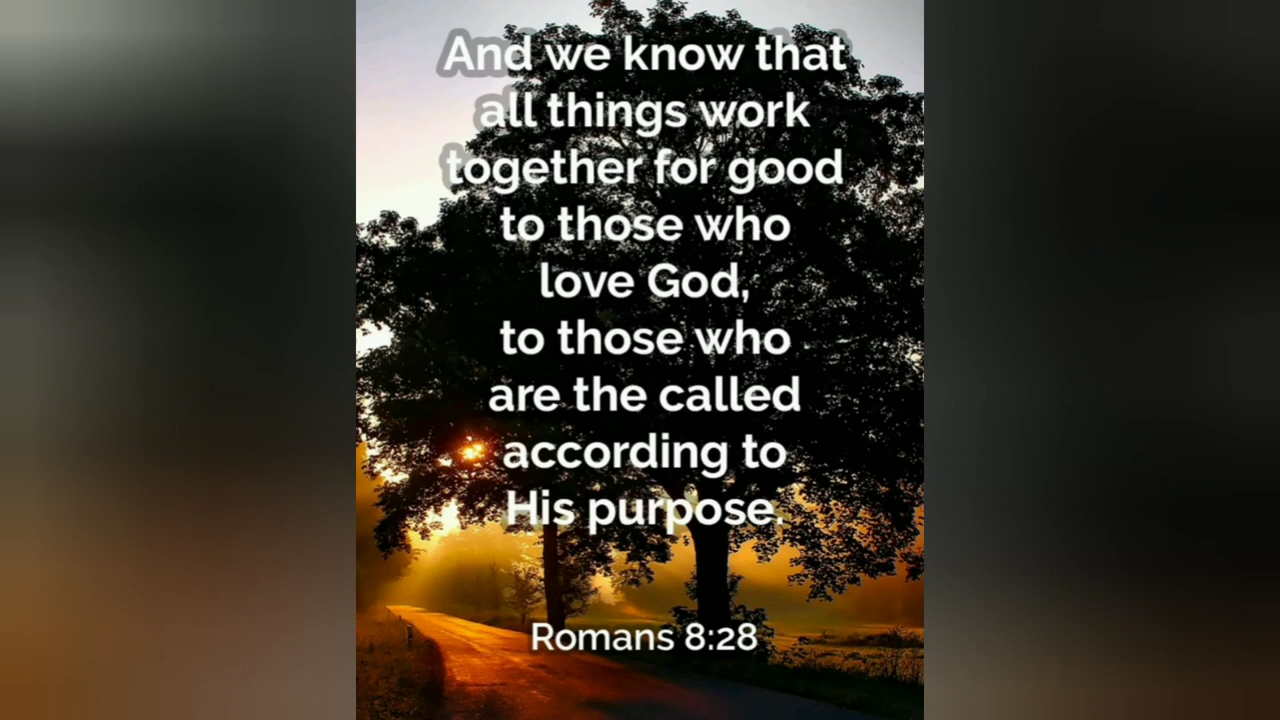 And we know that
all things work
together for good
to those who
love God,
to those who
are the called
according to
His purpose.
Romans 8:28